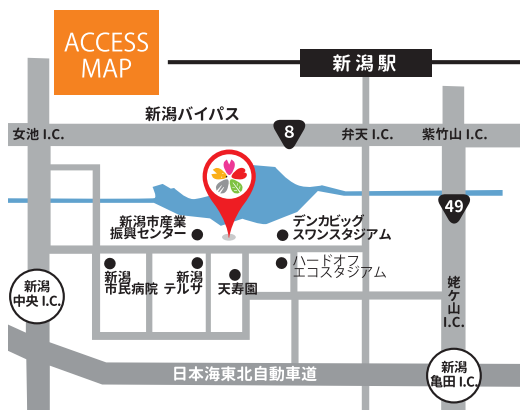 ACCESS
MAP
新潟駅
新潟バイパス
8
女池 I.C.
弁天 I.C.
紫竹山 I.C.
49
新潟市産業
振興センター
デンカビッグ
スワンスタジアム
新潟
市民病院
新潟
テルサ
天寿園
ハードオフ
エコスタジアム
新潟
中央 I.C.
姥ケ山
I.C.
日本海東北自動車道
新潟
亀田 I.C.